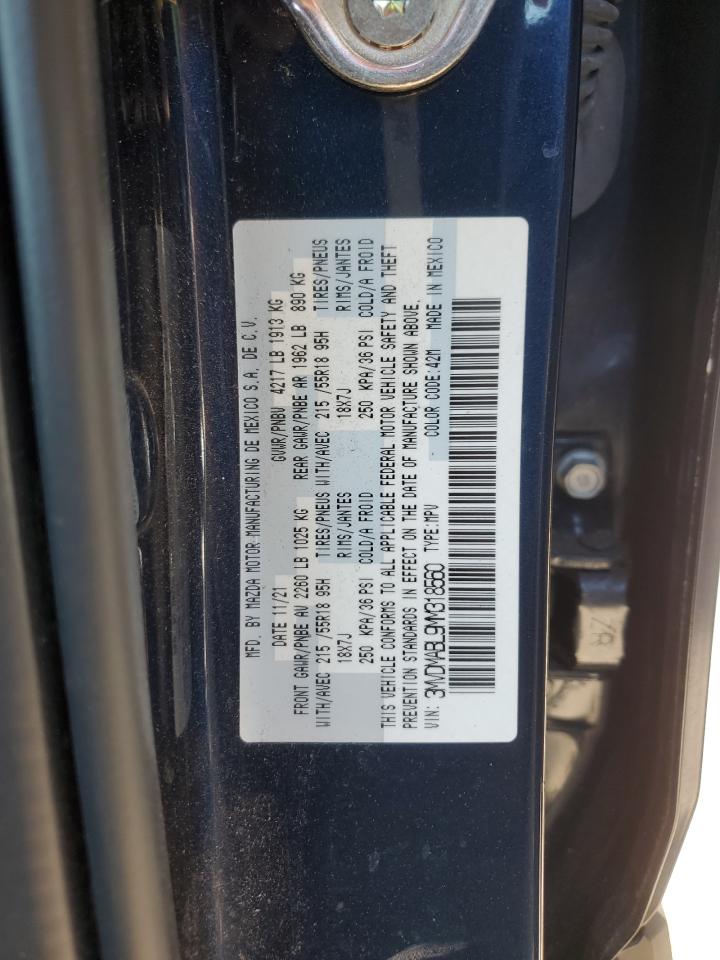 MFD. BY MAZDA MOTOR MANUFACTURING DE MEXICO S.A. DE C.V.
DATE 11/21 GVWR/PNBV 4217 LB 1913 KG
FRONT GAWR/PNBE AV 2260 LB 1025 KG REAR GAWR/PNBE AR 1962 LB 890 KG
WITH/AVEC 215 /55R18 95H TIRES/PNEUS WITH/AVEC 215 /55R18 95H TIRES/PNEUS
18X7J RIMS/JANTES 18X7J RIMS/JANTES
250 KPA/36 PSI COLD/A FROID 250 KPA/36 PSI COLD/A FROID
THIS VEHICLE CONFORMS TO ALL APPLICABLE FEDERAL MOTOR VEHICLE SAFETY AND THEFT
PREVENTION STANDARDS IN EFFECT ON THE DATE OF MANUFACTURE SHOWN ABOVE.
VIN: 3MVDMABL9MM318560 TYPE:MPV COLOR CODE:42M MADE IN MEXICO
ZR